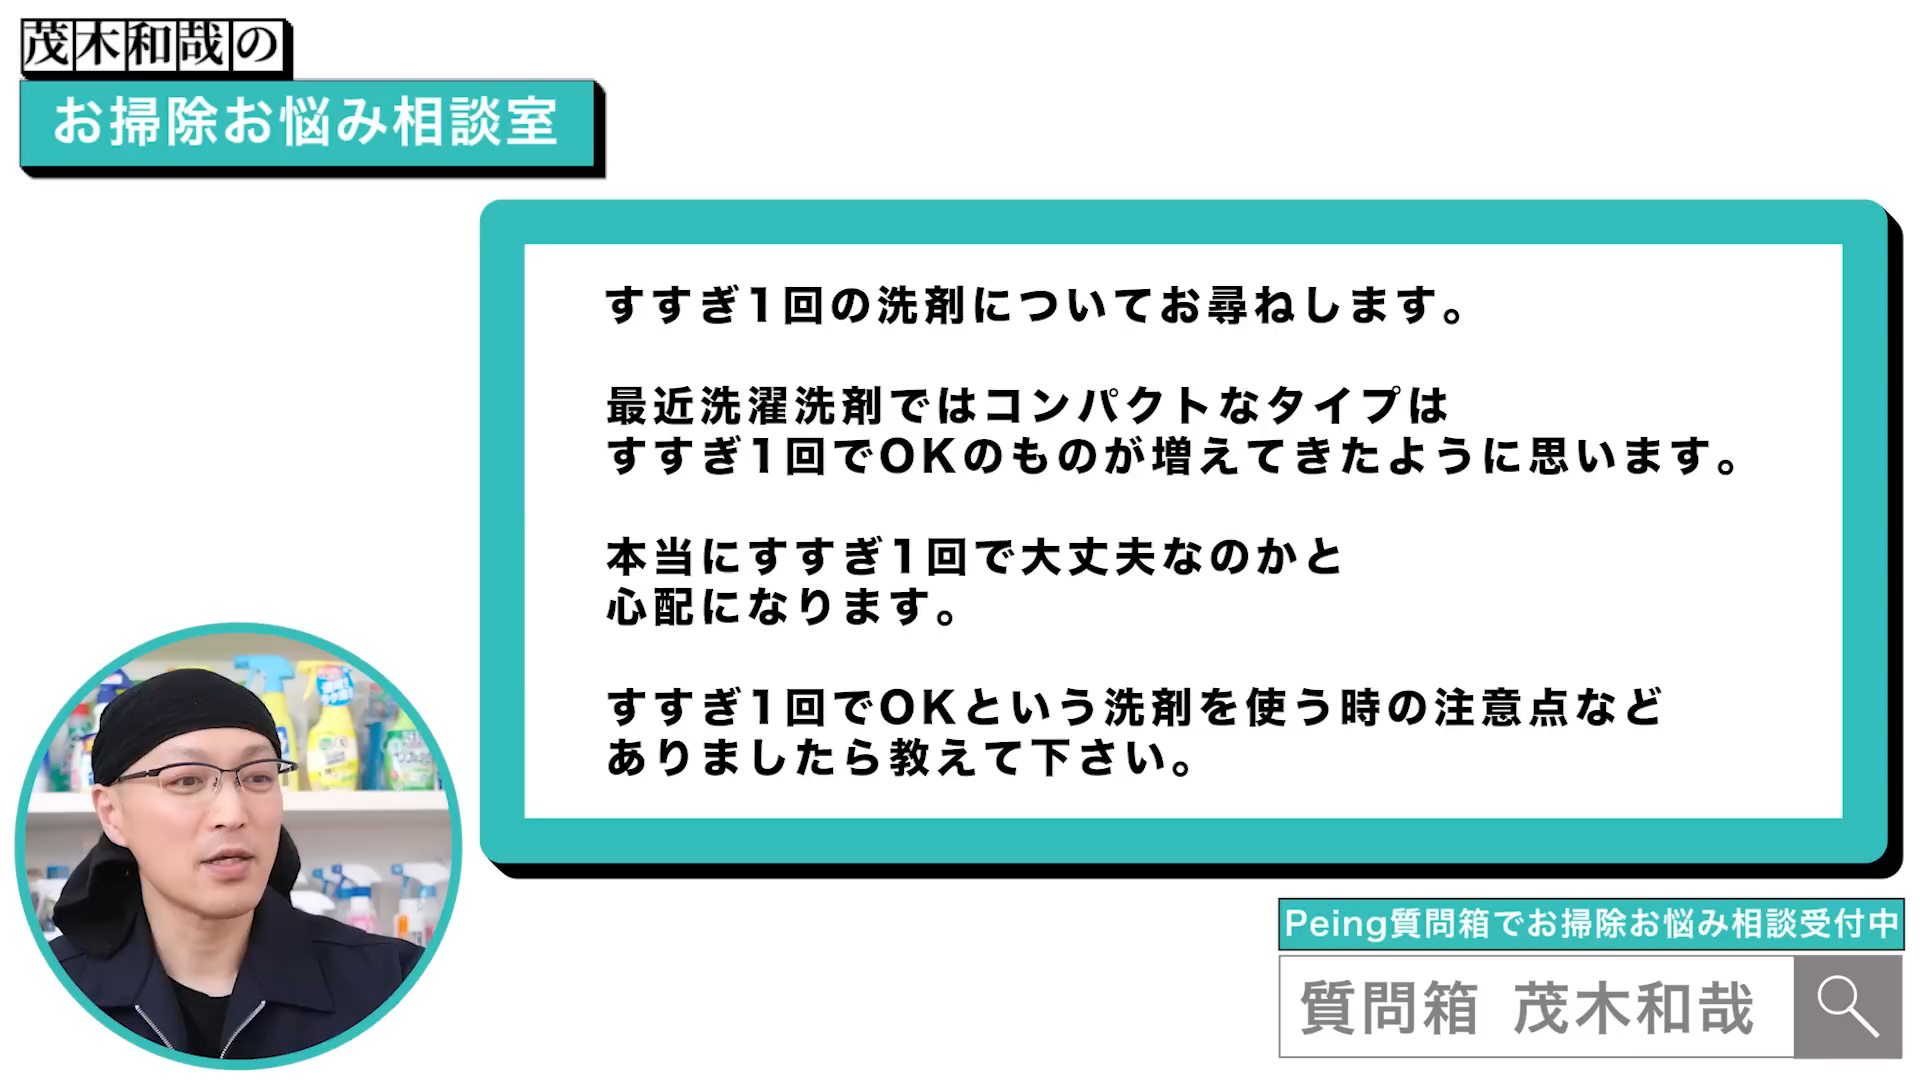 茂木和哉の
お掃除お悩み相談室
すすぎ1回の洗剤についてお尋ねします。
最近洗濯洗剤ではコンパクトなタイプは
すすぎ1回でOKのものが増えてきたように思います。
本当にすすぎ1回で大丈夫なのかと
心配になります。
すすぎ1回でOKという洗剤を使う時の注意点など
ありましたら教えて下さい。
Peing質問箱でお掃除お悩み相談受付中
質問箱 茂木和哉